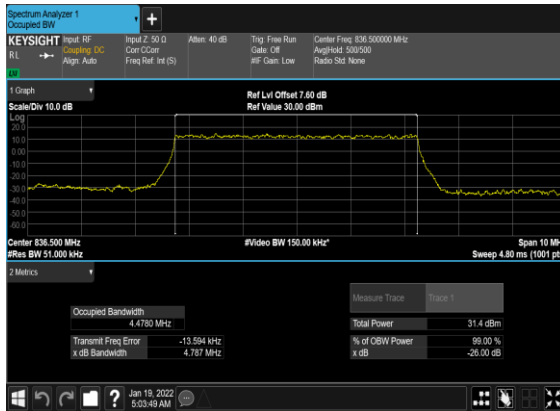 Spectrum Analyzer 1
Occupied BW
KEYSIGHT
RL
Input: RF
Coupling: DC
Align: Auto
Input Z: 50 Ω
Corr CCorr
Freq Ref: Int (S)
Atten: 40 dB
Trig: Free Run
Gate: Off
#IF Gain: Low
Center Freq: 836.500000 MHz
Avg|Hold: 500/500
Radio Std: None
1 Graph
Scale/Div 10.0 dB
Ref Lvl Offset 7.60 dB
Ref Value 30.00 dBm
Log
20.0
10.0
0.00
-10.0
-20.0
-30.0
-40.0
-50.0
-60.0
Center 836.500 MHz
#Res BW 51.000 kHz
#Video BW 150.00 kHz*
Span 10 MH
Sweep 4.80 ms (1001 pt
2 Metrics
Measure Trace
Trace 1
Occupied Bandwidth
4.4780 MHz
Total Power
31.4 dBm
Transmit Freq Error
-13.594 kHz
% of OBW Power
99.00 %
x dB Bandwidth
4.787 MHz
x dB
-26.00 dB
Jan 19, 2022
5:03:49 AM